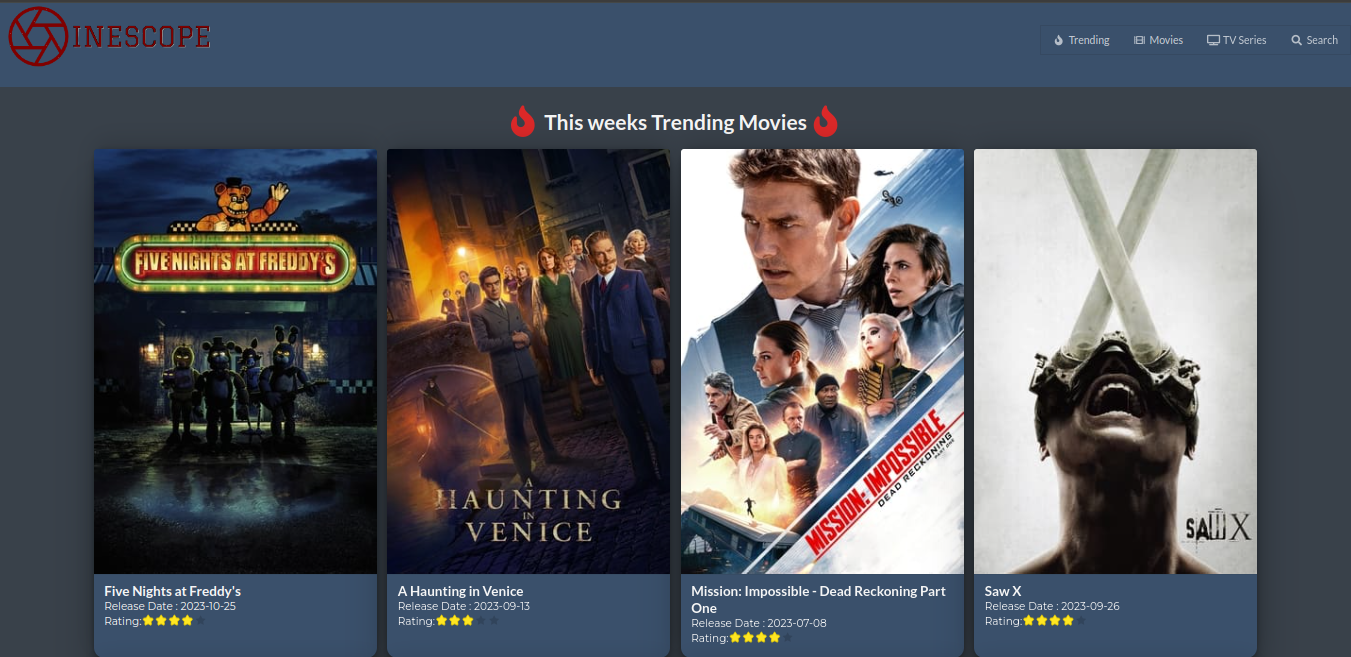 INESCOPE
Trending
Movies
TV Series
Search
This weeks Trending Movies
FIVE NIGHTS AT FREDDY'S
A
HAUNTING
IN
VENICE
MISSION: IMPOSSIBLE
DEAD RECKONING
PART ONE
SAW X
Five Nights at Freddy's
Release Date : 2023-10-25
Rating:
A Haunting in Venice
Release Date : 2023-09-13
Rating:
Mission: Impossible - Dead Reckoning Part
One
Release Date : 2023-07-08
Rating:
Saw X
Release Date : 2023-09-26
Rating: